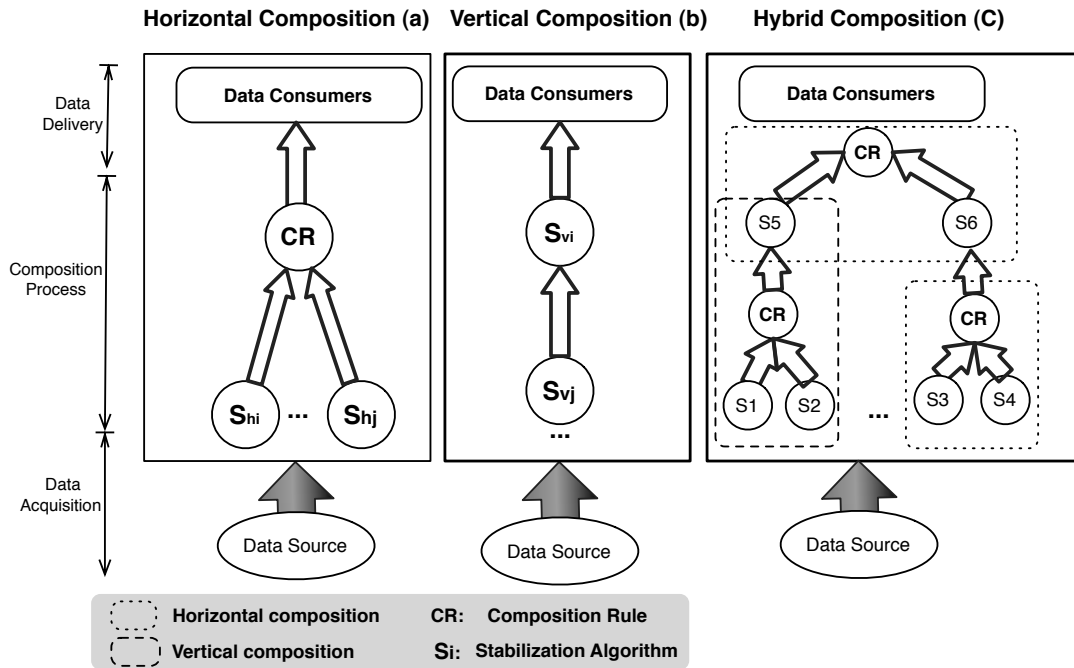 Horizontal Composition (a)
Vertical Composition (b)
Hybrid Composition (C)
Data
Delivery
Composition
Process
Data
Acquisition
Data Consumers
CR
Shi
...
Shj
Data Source
Data Consumers
Svi
Svj
...
Data Source
Data Consumers
CR
S5
S6
CR
CR
S1
S2
...
S3
S4
Data Source
Horizontal composition
CR: Composition Rule
Vertical composition
Si: Stabilization Algorithm